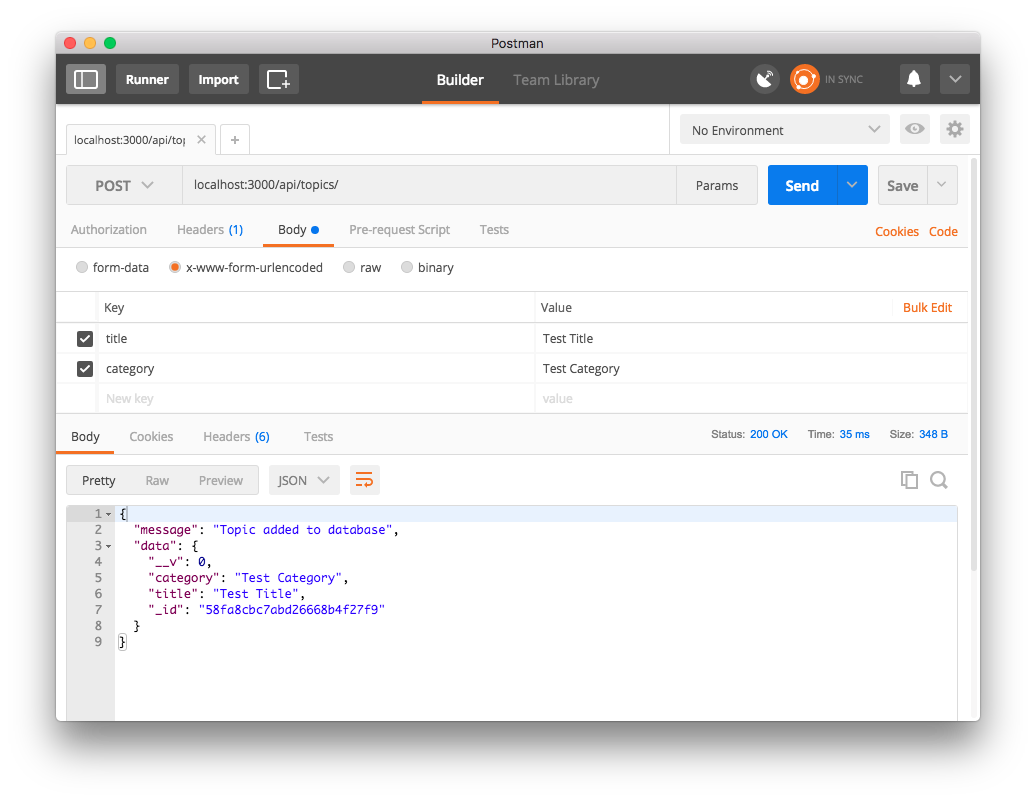 Postman
Runner Import Builder Team Library IN SYNC
localhost:3000/api/top No Environment
POST localhost:3000/api/topics/ Params Send Save
Authorization Headers (1) Body Pre-request Script Tests Cookies Code
form-data x-www-form-urlencoded raw binary
Key Value Bulk Edit
title Test Title
category Test Category
New key value
Body Cookies Headers (6) Tests Status: 200 OK Time: 35 ms Size: 348 B
Pretty Raw Preview JSON
1 {
2 "message": "Topic added to database",
3 "data": {
4 "__v": 0,
5 "category": "Test Category",
6 "title": "Test Title",
7 "_id": "58fa8cbc7abd26668b4f27f9"
8 }
9 }